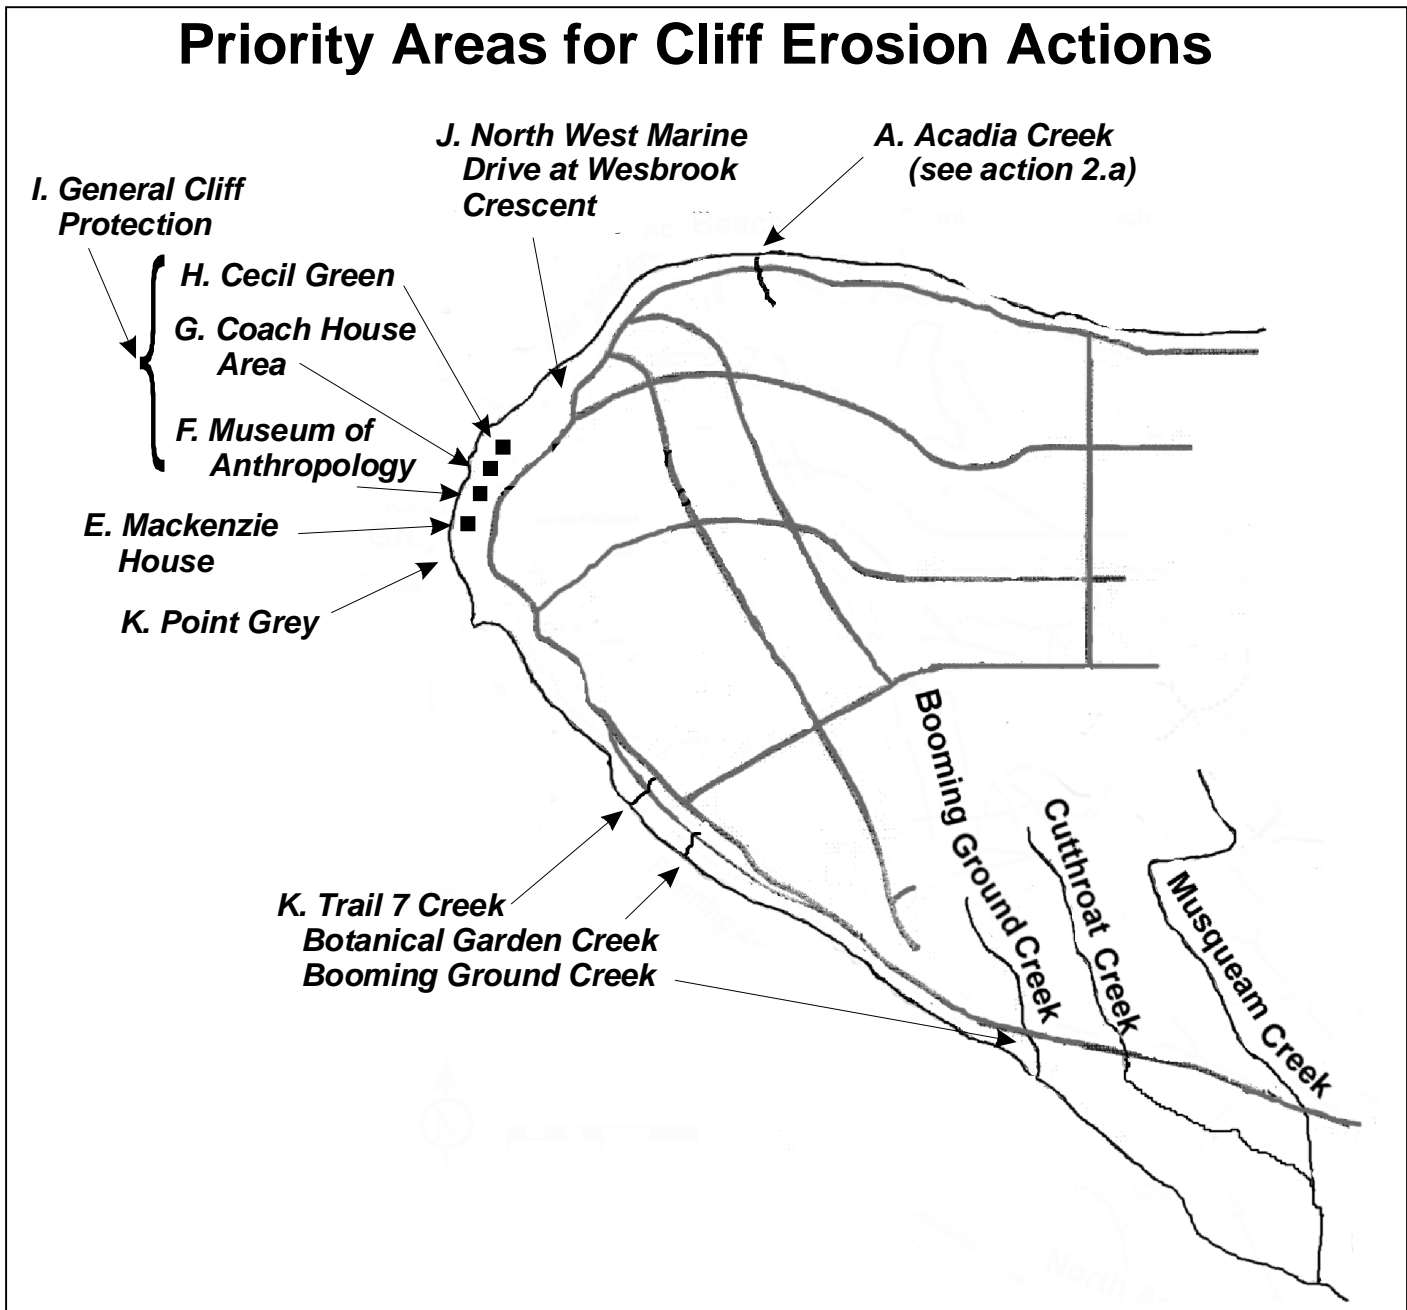 Priority Areas for Cliff Erosion Actions
J. North West Marine
Drive at Wesbrook
Crescent
A. Acadia Creek
(see action 2.a)
I. General Cliff
Protection
H. Cecil Green
G. Coach House
Area
F. Museum of
Anthropology
E. Mackenzie
House
K. Point Grey
K. Trail 7 Creek
Botanical Garden Creek
Booming Ground Creek
Booming Ground Creek
Cutthroat Creek
Musqueam Creek
Beach
N
North